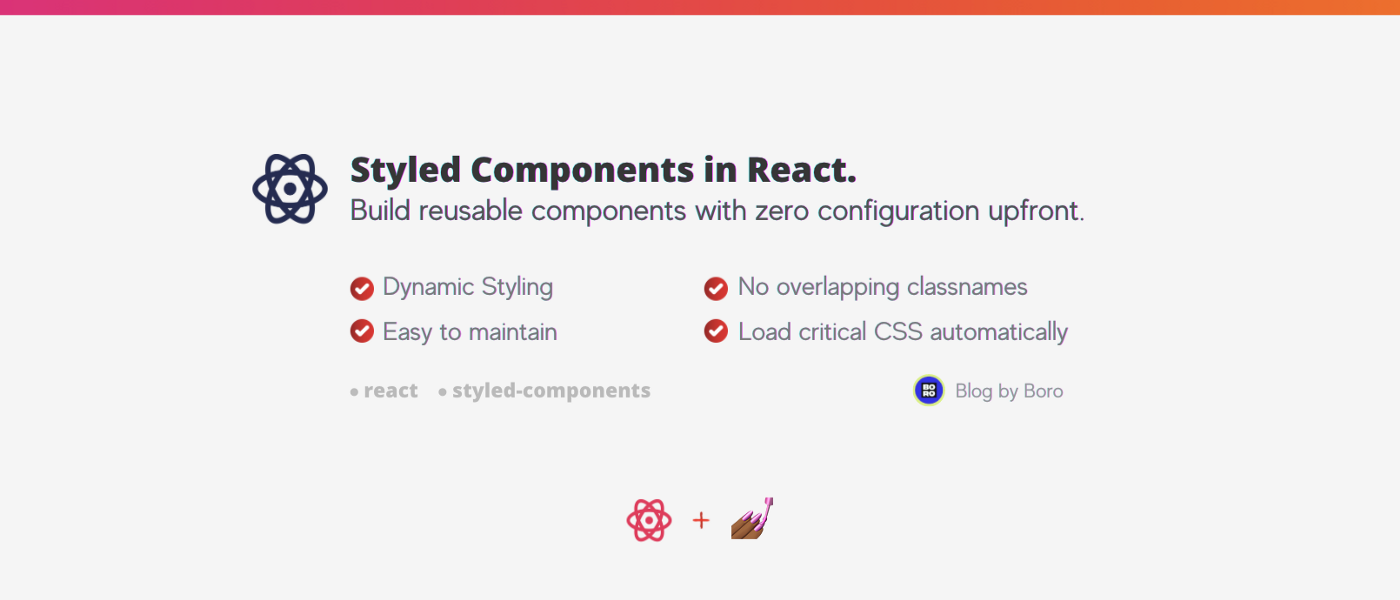 Styled Components in React.
Build reusable components with zero configuration upfront.
Dynamic Styling
No overlapping classnames
Easy to maintain
Load critical CSS automatically
• react • styled-components
BO
RO
Blog by Boro
+